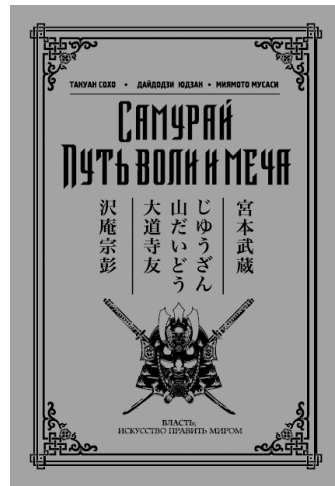 ТАКУАН СОХО • ДАЙДОДЗИ ЮДЗАН • МИЯМОТО МУСАСИ
САМУРАЙ
ПУТЬ ВОЛИ И МЕЧА
宮本武蔵
じゆうざん
山だいどう
大道寺友
沢庵宗彭
ВЛАСТЬ:
ИСКУССТВО ПРАВИТЬ МИРОМ